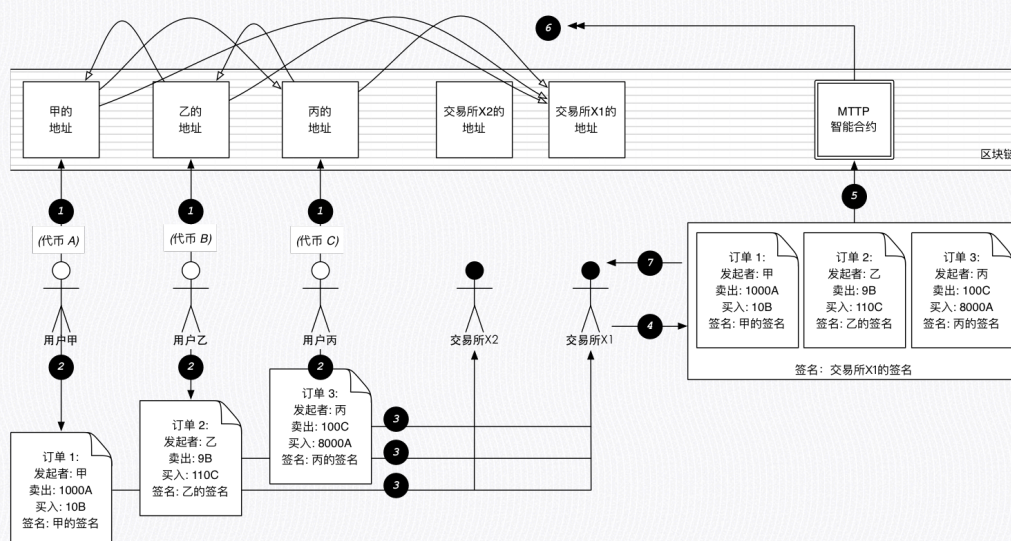 6
甲的
地址
乙的
地址
丙的
地址
交易所X2的
地址
交易所X1的
地址
MTTP
智能合约
区块链
1
1
1
5
(代币 A)
(代币 B)
(代币 C)
订单 1:
发起者: 甲
卖出: 1000A
买入: 10B
签名: 甲的签名
订单 2:
发起者: 乙
卖出: 9B
买入: 110C
签名: 乙的签名
订单 3:
发起者: 丙
卖出: 100C
买入: 8000A
签名: 丙的签名
7
4
签名：交易所X1的签名
用户甲
用户乙
用户丙
交易所X2
交易所X1
2
2
2
订单 3:
发起者: 丙
卖出: 100C
买入: 8000A
签名: 丙的签名
订单 2:
发起者: 乙
卖出: 9B
买入: 110C
签名: 乙的签名
订单 1:
发起者: 甲
卖出: 1000A
买入: 10B
签名: 甲的签名
3
3
3